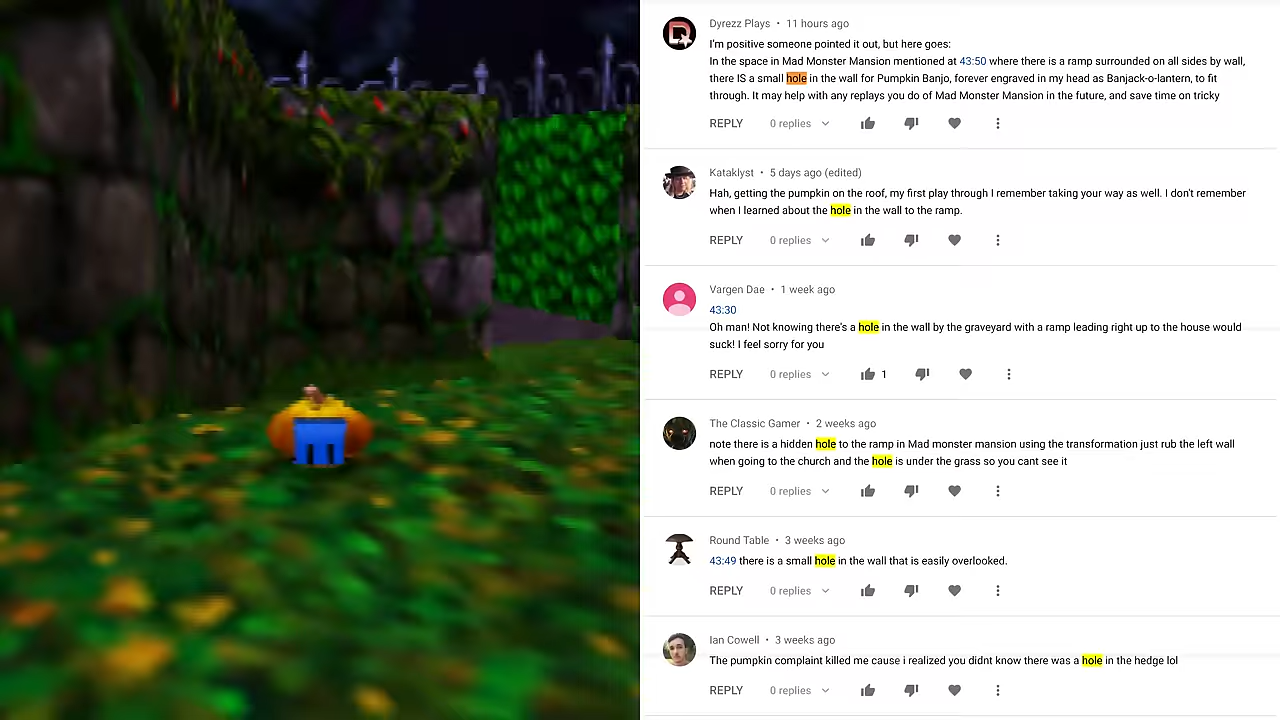 Dyrezz Plays • 11 hours ago
I'm positive someone pointed it out, but here goes:
In the space in Mad Monster Mansion mentioned at 43:50 where there is a ramp surrounded on all sides by wall,
there IS a small hole in the wall for Pumpkin Banjo, forever engraved in my head as Banjack-o-lantern, to fit
through. It may help with any replays you do of Mad Monster Mansion in the future, and save time on tricky
REPLY 0 replies
Kataklyst • 5 days ago (edited)
Hah, getting the pumpkin on the roof, my first play through I remember taking your way as well. I don't remember
when I learned about the hole in the wall to the ramp.
REPLY 0 replies
Vargen Dae • 1 week ago
43:30
Oh man! Not knowing there's a hole in the wall by the graveyard with a ramp leading right up to the house would
suck! I feel sorry for you
REPLY 0 replies 1
The Classic Gamer • 2 weeks ago
note there is a hidden hole to the ramp in Mad monster mansion using the transformation just rub the left wall
when going to the church and the hole is under the grass so you cant see it
REPLY 0 replies
Round Table • 3 weeks ago
43:49 there is a small hole in the wall that is easily overlooked.
REPLY 0 replies
Ian Cowell • 3 weeks ago
The pumpkin complaint killed me cause i realized you didnt know there was a hole in the hedge lol
REPLY 0 replies